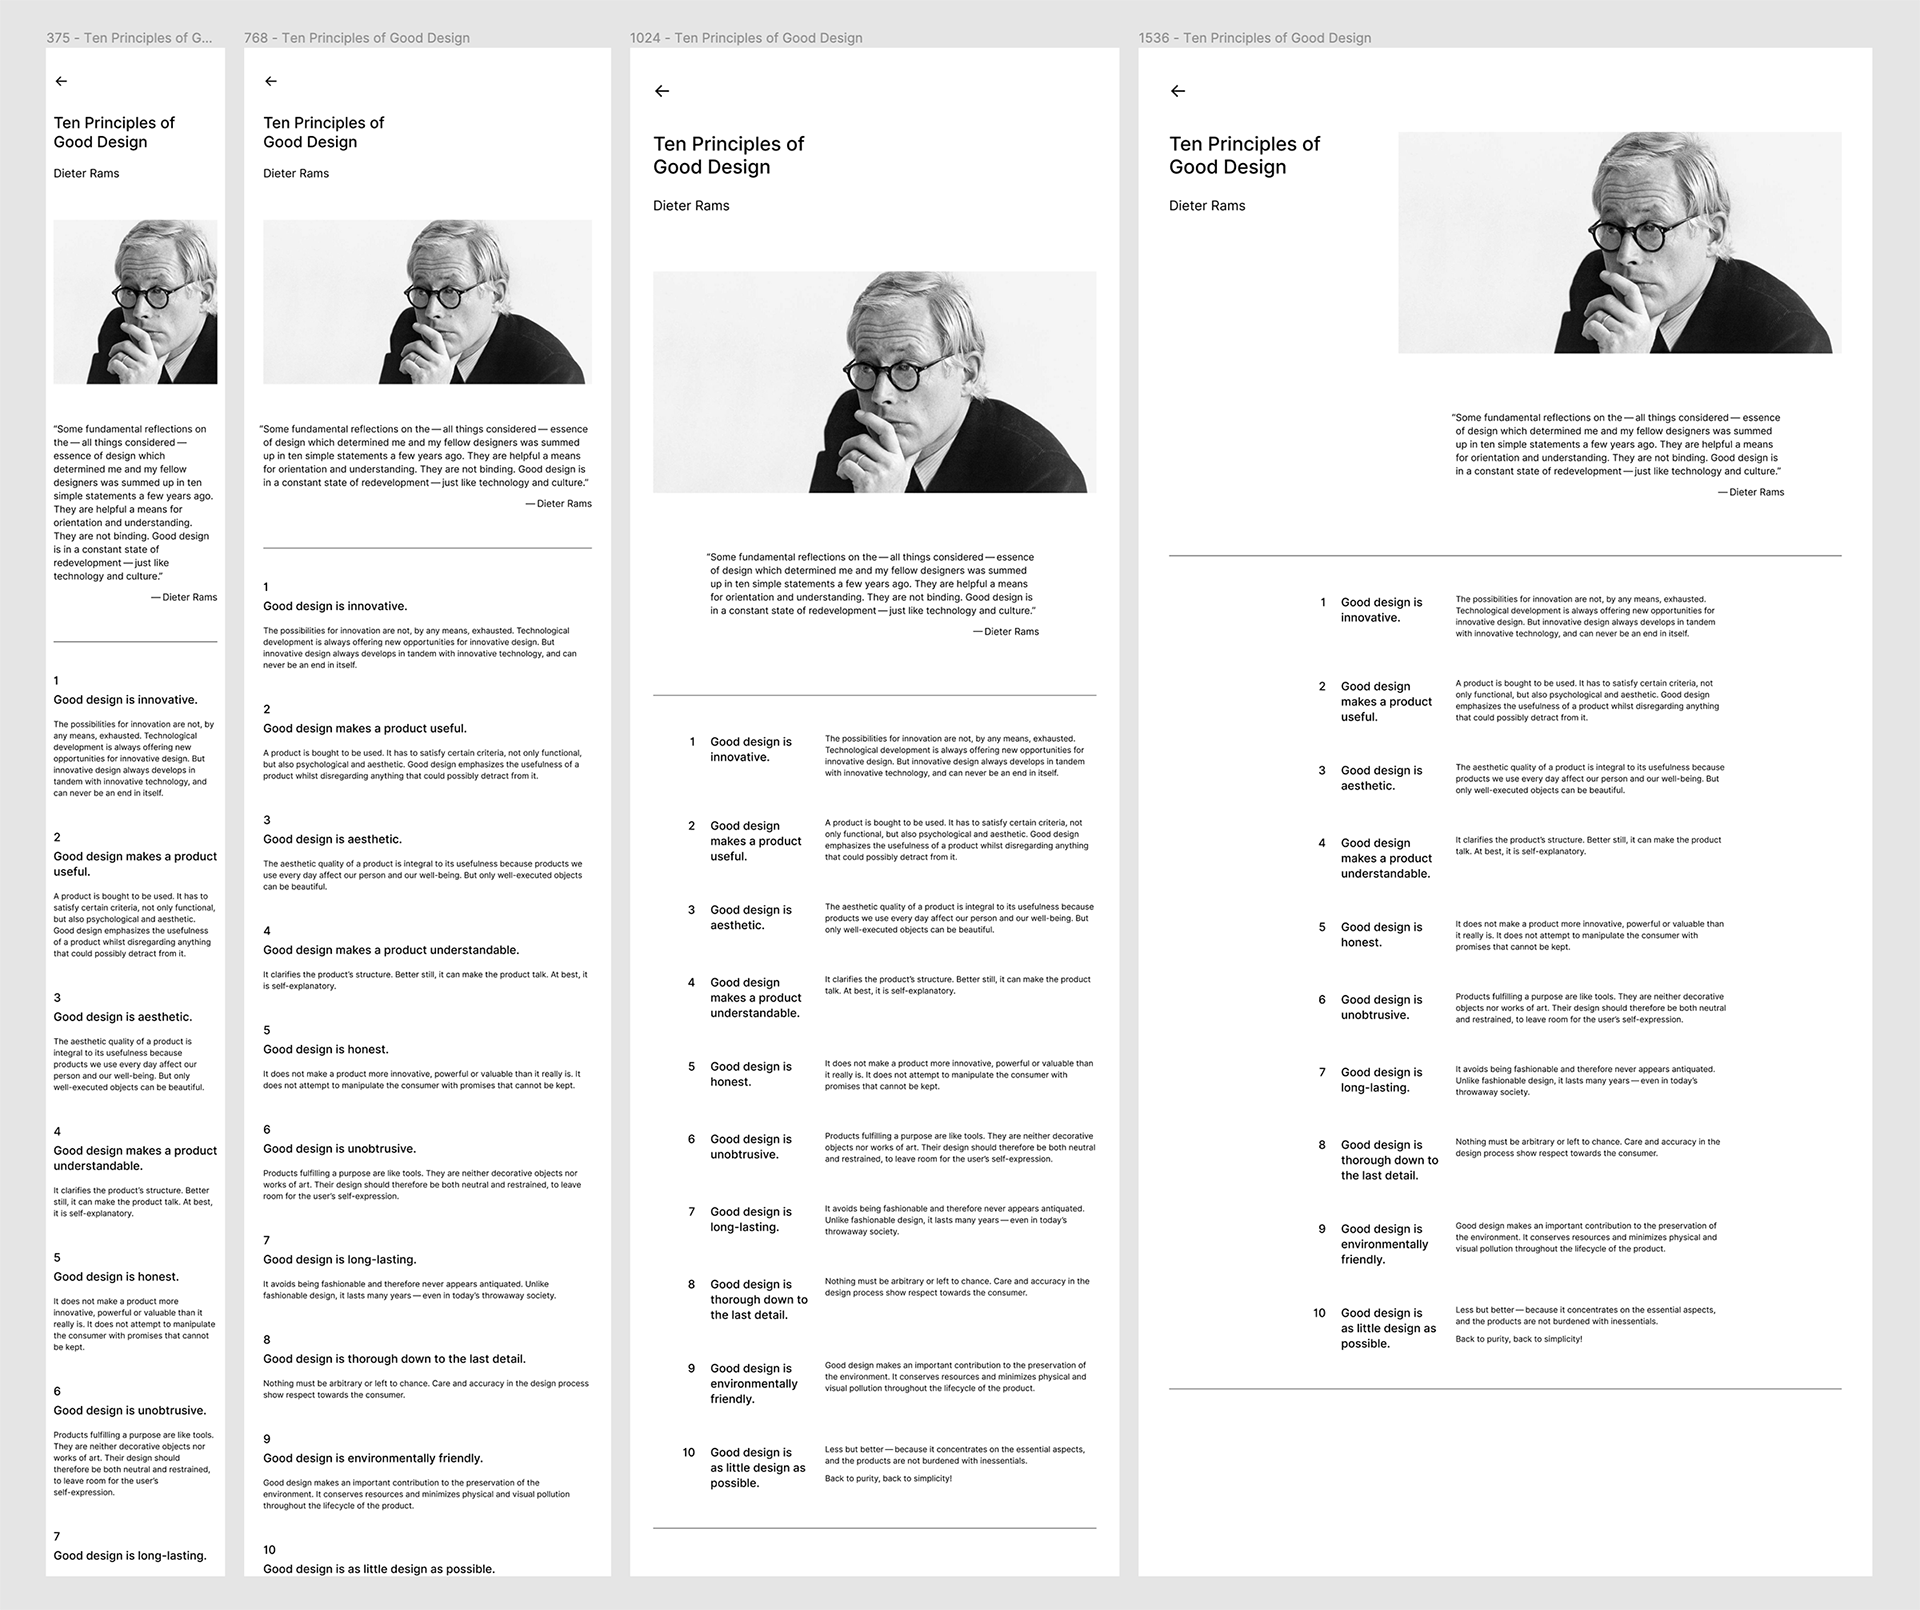 375 - Ten Principles of G...
←
Ten Principles of
Good Design
Dieter Rams
“Some fundamental reflections on
the — all things considered —
essence of design which
determined me and my fellow
designers was summed up in ten
simple statements a few years ago.
They are helpful a means for
orientation and understanding.
They are not binding. Good design
is in a constant state of
redevelopment — just like
technology and culture.”
— Dieter Rams
1
Good design is innovative.
The possibilities for innovation are not, by
any means, exhausted. Technological
development is always offering new
opportunities for innovative design. But
innovative design always develops in
tandem with innovative technology, and
can never be an end in itself.
2
Good design makes a product
useful.
A product is bought to be used. It has to
satisfy certain criteria, not only functional,
but also psychological and aesthetic.
Good design emphasizes the usefulness
of a product whilst disregarding anything
that could possibly detract from it.
3
Good design is aesthetic.
The aesthetic quality of a product is
integral to its usefulness because
products we use every day affect our
person and our well-being. But only
well-executed objects can be beautiful.
4
Good design makes a product
understandable.
It clarifies the product’s structure. Better
still, it can make the product talk. At best,
it is self-explanatory.
5
Good design is honest.
It does not make a product more
innovative, powerful or valuable than it
really is. It does not attempt to manipulate
the consumer with promises that cannot
be kept.
6
Good design is unobtrusive.
Products fulfilling a purpose are like tools.
They are neither decorative objects nor
works of art. Their design should
therefore be both neutral and restrained,
to leave room for the user’s
self-expression.
7
Good design is long-lasting.
768 - Ten Principles of Good Design
←
Ten Principles of
Good Design
Dieter Rams
“Some fundamental reflections on the — all things considered — essence
of design which determined me and my fellow designers was summed
up in ten simple statements a few years ago. They are helpful a means
for orientation and understanding. They are not binding. Good design is
in a constant state of redevelopment — just like technology and culture.”
— Dieter Rams
1
Good design is innovative.
The possibilities for innovation are not, by any means, exhausted. Technological
development is always offering new opportunities for innovative design. But
innovative design always develops in tandem with innovative technology, and can
never be an end in itself.
2
Good design makes a product useful.
A product is bought to be used. It has to satisfy certain criteria, not only functional,
but also psychological and aesthetic. Good design emphasizes the usefulness of a
product whilst disregarding anything that could possibly detract from it.
3
Good design is aesthetic.
The aesthetic quality of a product is integral to its usefulness because products we
use every day affect our person and our well-being. But only well-executed objects
can be beautiful.
4
Good design makes a product understandable.
It clarifies the product’s structure. Better still, it can make the product talk. At best, it
is self-explanatory.
5
Good design is honest.
It does not make a product more innovative, powerful or valuable than it really is. It
does not attempt to manipulate the consumer with promises that cannot be kept.
6
Good design is unobtrusive.
Products fulfilling a purpose are like tools. They are neither decorative objects nor
works of art. Their design should therefore be both neutral and restrained, to leave
room for the user’s self-expression.
7
Good design is long-lasting.
It avoids being fashionable and therefore never appears antiquated. Unlike
fashionable design, it lasts many years — even in today’s throwaway society.
8
Good design is thorough down to the last detail.
Nothing must be arbitrary or left to chance. Care and accuracy in the design process
show respect towards the consumer.
9
Good design is environmentally friendly.
Good design makes an important contribution to the preservation of the
environment. It conserves resources and minimizes physical and visual pollution
throughout the lifecycle of the product.
10
Good design is as little design as possible.
1024 - Ten Principles of Good Design
←
Ten Principles of
Good Design
Dieter Rams
“Some fundamental reflections on the — all things considered — essence
of design which determined me and my fellow designers was summed
up in ten simple statements a few years ago. They are helpful a means
for orientation and understanding. They are not binding. Good design is
in a constant state of redevelopment — just like technology and culture.”
— Dieter Rams
1
Good design is
innovative.
The possibilities for innovation are not, by any means, exhausted.
Technological development is always offering new opportunities for
innovative design. But innovative design always develops in tandem
with innovative technology, and can never be an end in itself.
2
Good design
makes a product
useful.
A product is bought to be used. It has to satisfy certain criteria, not
only functional, but also psychological and aesthetic. Good design
emphasizes the usefulness of a product whilst disregarding anything
that could possibly detract from it.
3
Good design is
aesthetic.
The aesthetic quality of a product is integral to its usefulness because
products we use every day affect our person and our well-being. But
only well-executed objects can be beautiful.
4
Good design
makes a product
understandable.
It clarifies the product’s structure. Better still, it can make the product
talk. At best, it is self-explanatory.
5
Good design is
honest.
It does not make a product more innovative, powerful or valuable than
it really is. It does not attempt to manipulate the consumer with
promises that cannot be kept.
6
Good design is
unobtrusive.
Products fulfilling a purpose are like tools. They are neither decorative
objects nor works of art. Their design should therefore be both neutral
and restrained, to leave room for the user’s self-expression.
7
Good design is
long-lasting.
It avoids being fashionable and therefore never appears antiquated.
Unlike fashionable design, it lasts many years — even in today’s
throwaway society.
8
Good design is
thorough down to
the last detail.
Nothing must be arbitrary or left to chance. Care and accuracy in the
design process show respect towards the consumer.
9
Good design is
environmentally
friendly.
Good design makes an important contribution to the preservation of
the environment. It conserves resources and minimizes physical and
visual pollution throughout the lifecycle of the product.
10
Good design is
as little design as
possible.
Less but better — because it concentrates on the essential aspects,
and the products are not burdened with inessentials.
Back to purity, back to simplicity!
1536 - Ten Principles of Good Design
←
Ten Principles of
Good Design
Dieter Rams
“Some fundamental reflections on the — all things considered — essence
of design which determined me and my fellow designers was summed
up in ten simple statements a few years ago. They are helpful a means
for orientation and understanding. They are not binding. Good design is
in a constant state of redevelopment — just like technology and culture.”
— Dieter Rams
1
Good design is
innovative.
The possibilities for innovation are not, by any means, exhausted.
Technological development is always offering new opportunities for
innovative design. But innovative design always develops in tandem
with innovative technology, and can never be an end in itself.
2
Good design
makes a product
useful.
A product is bought to be used. It has to satisfy certain criteria, not
only functional, but also psychological and aesthetic. Good design
emphasizes the usefulness of a product whilst disregarding anything
that could possibly detract from it.
3
Good design is
aesthetic.
The aesthetic quality of a product is integral to its usefulness because
products we use every day affect our person and our well-being. But
only well-executed objects can be beautiful.
4
Good design
makes a product
understandable.
It clarifies the product’s structure. Better still, it can make the product
talk. At best, it is self-explanatory.
5
Good design is
honest.
It does not make a product more innovative, powerful or valuable than
it really is. It does not attempt to manipulate the consumer with
promises that cannot be kept.
6
Good design is
unobtrusive.
Products fulfilling a purpose are like tools. They are neither decorative
objects nor works of art. Their design should therefore be both neutral
and restrained, to leave room for the user’s self-expression.
7
Good design is
long-lasting.
It avoids being fashionable and therefore never appears antiquated.
Unlike fashionable design, it lasts many years — even in today’s
throwaway society.
8
Good design is
thorough down to
the last detail.
Nothing must be arbitrary or left to chance. Care and accuracy in the
design process show respect towards the consumer.
9
Good design is
environmentally
friendly.
Good design makes an important contribution to the preservation of
the environment. It conserves resources and minimizes physical and
visual pollution throughout the lifecycle of the product.
10
Good design is
as little design as
possible.
Less but better — because it concentrates on the essential aspects,
and the products are not burdened with inessentials.
Back to purity, back to simplicity!